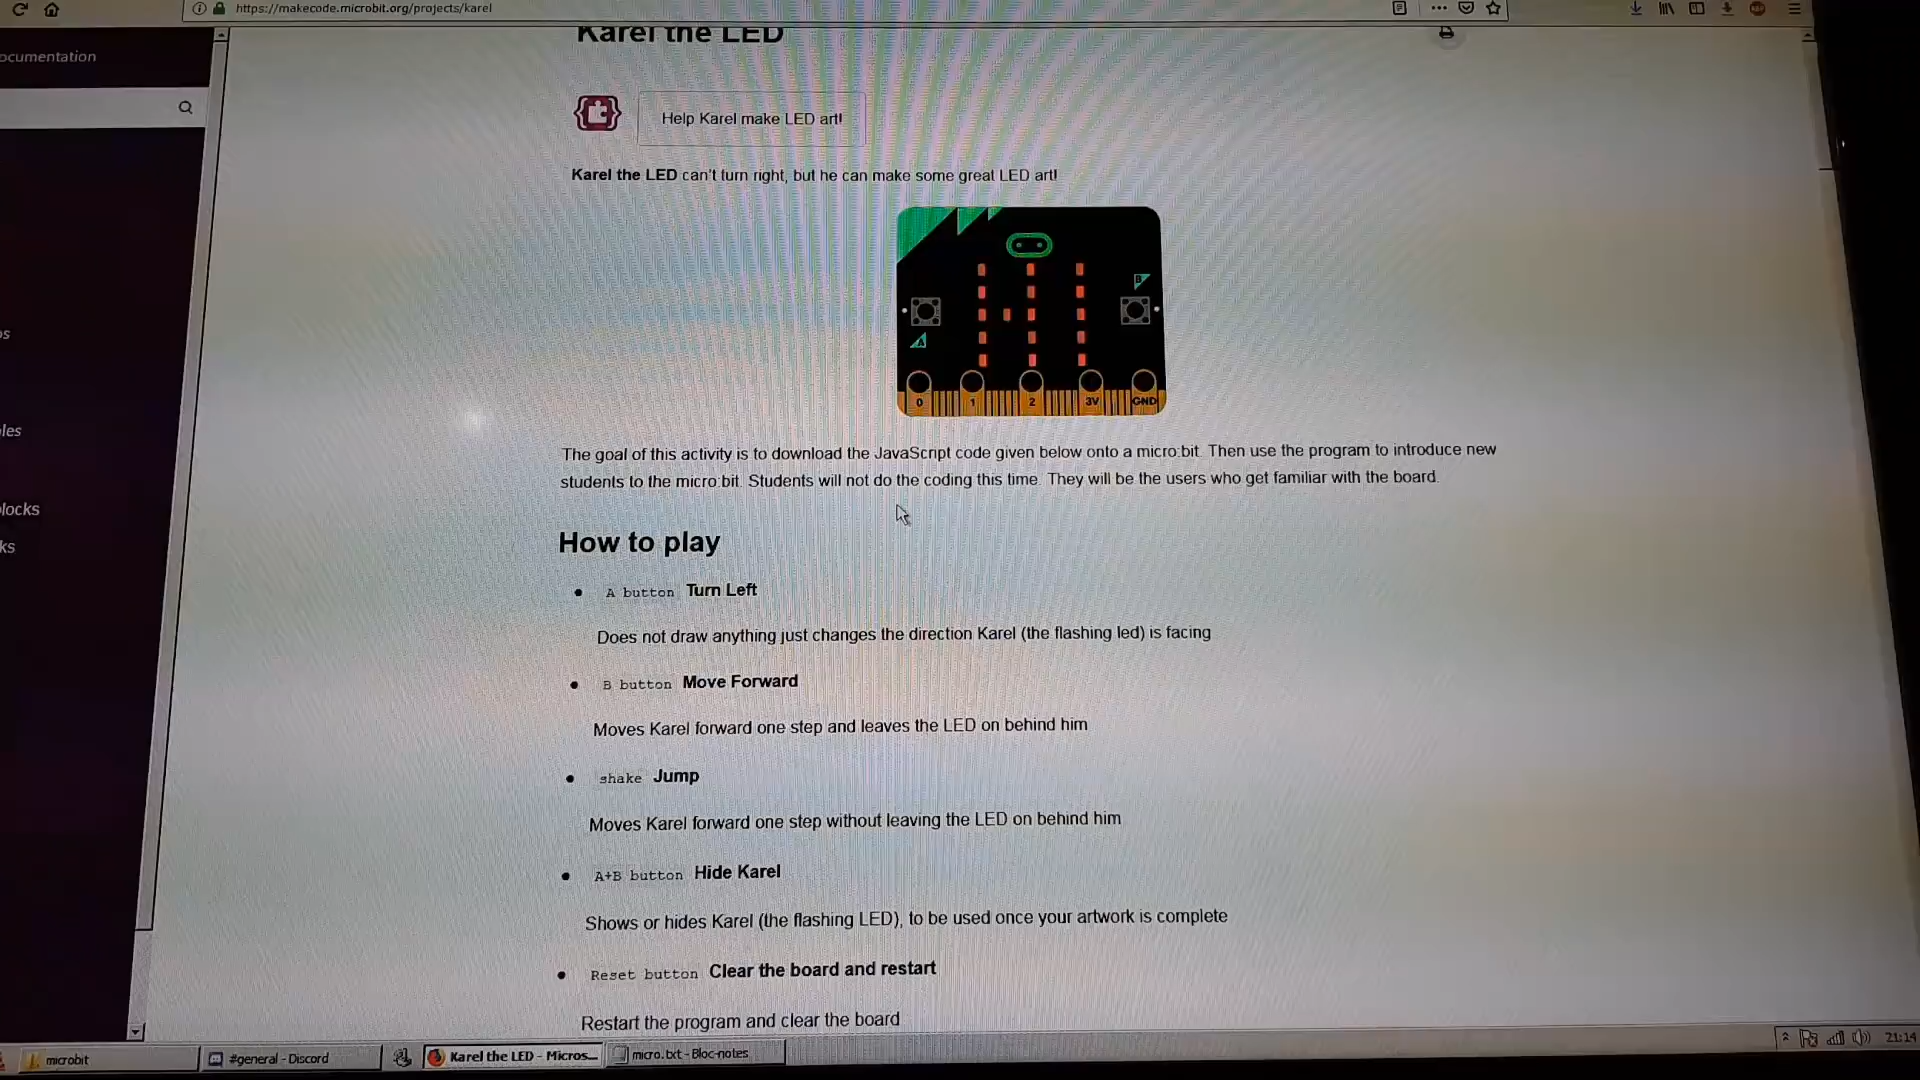 https://makecode.microbit.org/projects/karel
ocumentation
Karel the LED
Help Karel make LED art!
Karel the LED can't turn right, but he can make some great LED art!
B
A
0 1 2 3V GND
The goal of this activity is to download the JavaScript code given below onto a micro:bit. Then use the program to introduce new
students to the micro:bit. Students will not do the coding this time. They will be the users who get familiar with the board.
How to play
A button Turn Left
Does not draw anything just changes the direction Karel (the flashing led) is facing
B button Move Forward
Moves Karel forward one step and leaves the LED on behind him
shake Jump
Moves Karel forward one step without leaving the LED on behind him
A+B button Hide Karel
Shows or hides Karel (the flashing LED), to be used once your artwork is complete
Reset button Clear the board and restart
Restart the program and clear the board
os
les
locks
ks
microbit
#general - Discord
Karel the LED - Micros...
micro.txt - Bloc-notes
21:14